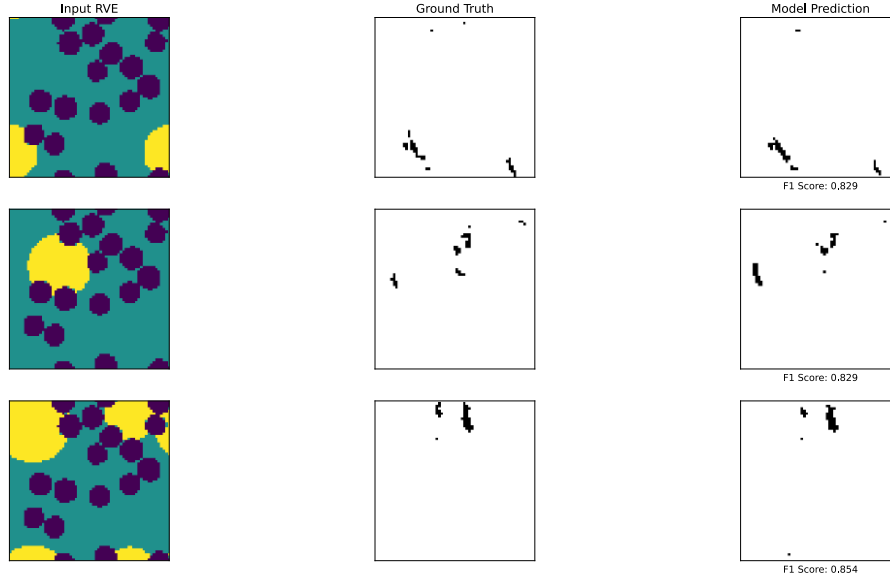 Input RVE
Ground Truth
Model Prediction
F1 Score: 0.829
F1 Score: 0.829
F1 Score: 0.854